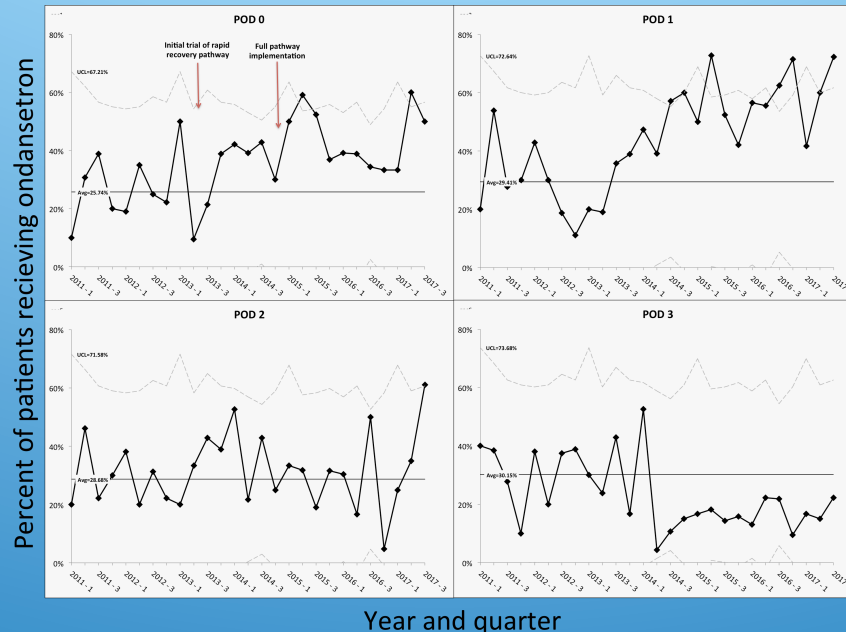 Percent of patients recieving ondansetron
POD 0
80%
60%
40%
20%
0%
UCL=67.21%
Initial trial of rapid
recovery pathway
Full pathway
implementation
Avg=25.74%
2011 - 1
2011 - 3
2012 - 1
2012 - 3
2013 - 1
2013 - 3
2014 - 1
2014 - 3
2015 - 1
2015 - 3
2016 - 1
2016 - 3
2017 - 1
2017 - 3
POD 1
80%
60%
40%
20%
0%
UCL=72.64%
Avg=29.41%
2011 - 1
2011 - 3
2012 - 1
2012 - 3
2013 - 1
2013 - 3
2014 - 1
2014 - 3
2015 - 1
2015 - 3
2016 - 1
2016 - 3
2017 - 1
2017 - 3
POD 2
80%
60%
40%
20%
0%
UCL=71.58%
Avg=28.68%
2011 - 1
2011 - 3
2012 - 1
2012 - 3
2013 - 1
2013 - 3
2014 - 1
2014 - 3
2015 - 1
2015 - 3
2016 - 1
2016 - 3
2017 - 1
2017 - 3
POD 3
80%
60%
40%
20%
0%
UCL=73.68%
Avg=30.15%
2011 - 1
2011 - 3
2012 - 1
2012 - 3
2013 - 1
2013 - 3
2014 - 1
2014 - 3
2015 - 1
2015 - 3
2016 - 1
2016 - 3
2017 - 1
2017 - 3
Year and quarter